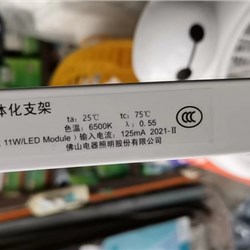 体化支架
ta: 25℃ tc: 75℃
色温: 6500K λ: 0.55
11W/LED Module) 输入电流: 125mA 2021-Ⅱ
佛山电器照明股份有限公司